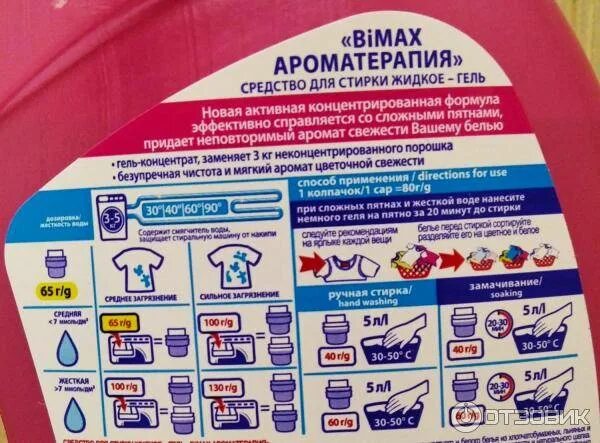 «BiMAX
АРОМАТЕРАПИЯ»
СРЕДСТВО ДЛЯ СТИРКИ ЖИДКОЕ – ГЕЛЬ
Новая активная концентрированная формула
эффективно справляется со сложными пятнами,
придает неповторимый аромат свежести Вашему белью
• гель-концентрат, заменяет 3 кг неконцентрированного порошка
• безупречная чистота и мягкий аромат цветочной свежести
дозировка/
жесткость воды
3-5
кг
30° 40° 60° 90°
Содержит смягчитель воды,
защищает стиральную машину от накипи
способ применения / directions for use
1 колпачок/1 cap =80г/g
при сложных пятнах и жесткой воде нанесите
немного геля на пятно за 20 минут до стирки
следуйте рекомендациям
на ярлыке каждой вещи
белье перед стиркой сортируйте
разделяйте его на цветное и белое
65 г/g
СРЕДНЕЕ ЗАГРЯЗНЕНИЕ
СИЛЬНОЕ ЗАГРЯЗНЕНИЕ
ручная стирка/
hand washing
замачивание/
soaking
СРЕДНЯЯ
65 г/g
100 г/g
5 л/l
40 г/g
30-50° C
20-30
5 л/l
40 г/g
30-50° C
ЖЕСТКАЯ
100 г/g
130 г/g
5 л/l
60 г/g
30-50° C
20-30
5 л/l
60 г/g
ОТЗОВИК